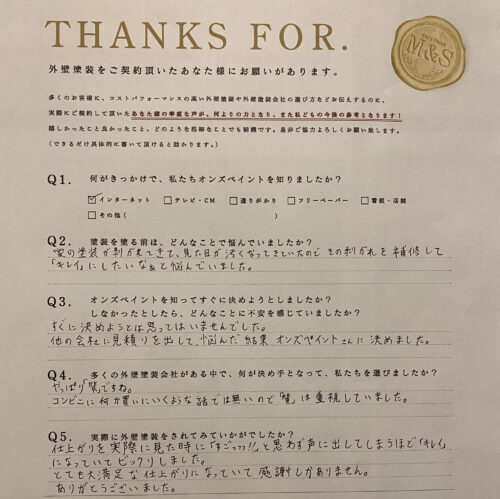 THANKS FOR.
M&S
外壁塗装をご契約頂いたあなた様にお願いがあります。
多くのお客様に、コストパフォーマンスの高い外壁塗装や外壁塗装会社の選び方などお伝えするのに、
実際にご契約して頂いたあなた様の率直な声が、何よりの力となり、また私どもの今後の参考となります!
嬉しかったこと良かったこと、どのような些細なことでも結構です。是非ご協力よろしくお願い致します。
(できるだけ具体的に書いて頂けると助かります。)
Q1. 何がきっかけで、私たちオンズペイントを知りましたか?
☑インターネット □テレビ・CM □通りがかり □フリーペーパー □看板・店前
□その他( )
Q2. 塗装を塗る前は、どんなことで悩んでいましたか?
家の塗装が剥がれてきて、見た目が汚くなってきていたので その剥がれを補修して
「キレイ」にしたいなぁと悩んでいました。
Q3. オンズペイントを知ってすぐに決めようとしましたか?
しなかったとしたら、どんなことに不安を感じていましたか?
すぐに決めようとは思ってはいませんでした。
他の会社に見積りを出して、悩んだ結果 オンズペイントさんに決めました。
Q4. 多くの外壁塗装会社がある中で、何が決め手となって、私たちを選びましたか?
やっぱり「質」ですね。
コンビニに何か買いにいくような話では無いので「質」は重視していました。
Q5. 実際に外壁塗装をされてみていかがでしたか?
仕上がりを実際に見た時に「すごっっ!!」と思わず声に出してしまうほど「キレイ」
になっていてビックリしました。
とても大満足な仕上がりになっていて感謝しかありません。
ありがとうございました。